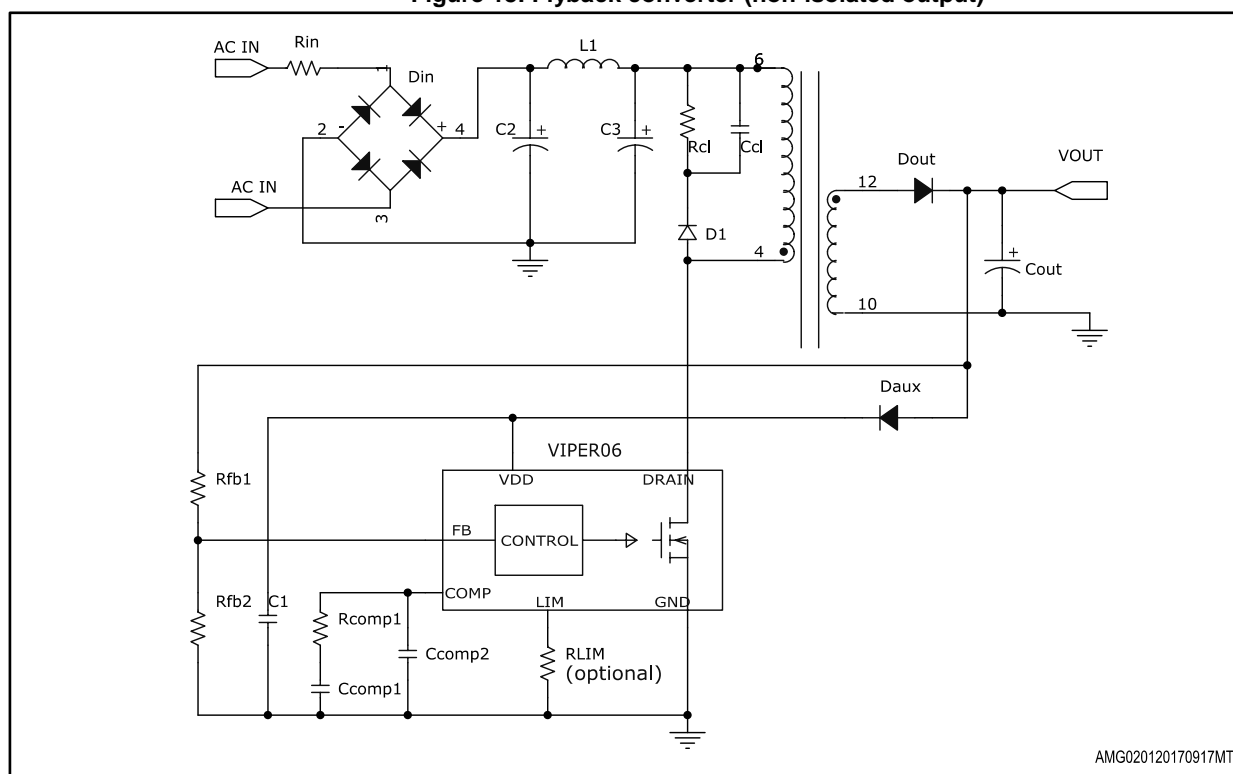 Figure 13. Flyback converter (non-isolated output)
AC IN
Rin
1
Din
L1
6
2
-
+
4
C2
+
C3
+
Rcl
Ccl
Dout
VOUT
12
AC IN
3
D1
4
+
Cout
10
Daux
VIPER06
VDD
DRAIN
Rfb1
FB
CONTROL
COMP
LIM
GND
Rfb2
C1
Rcomp1
Ccomp2
RLIM
(optional)
Ccomp1
AMG020120170917MT